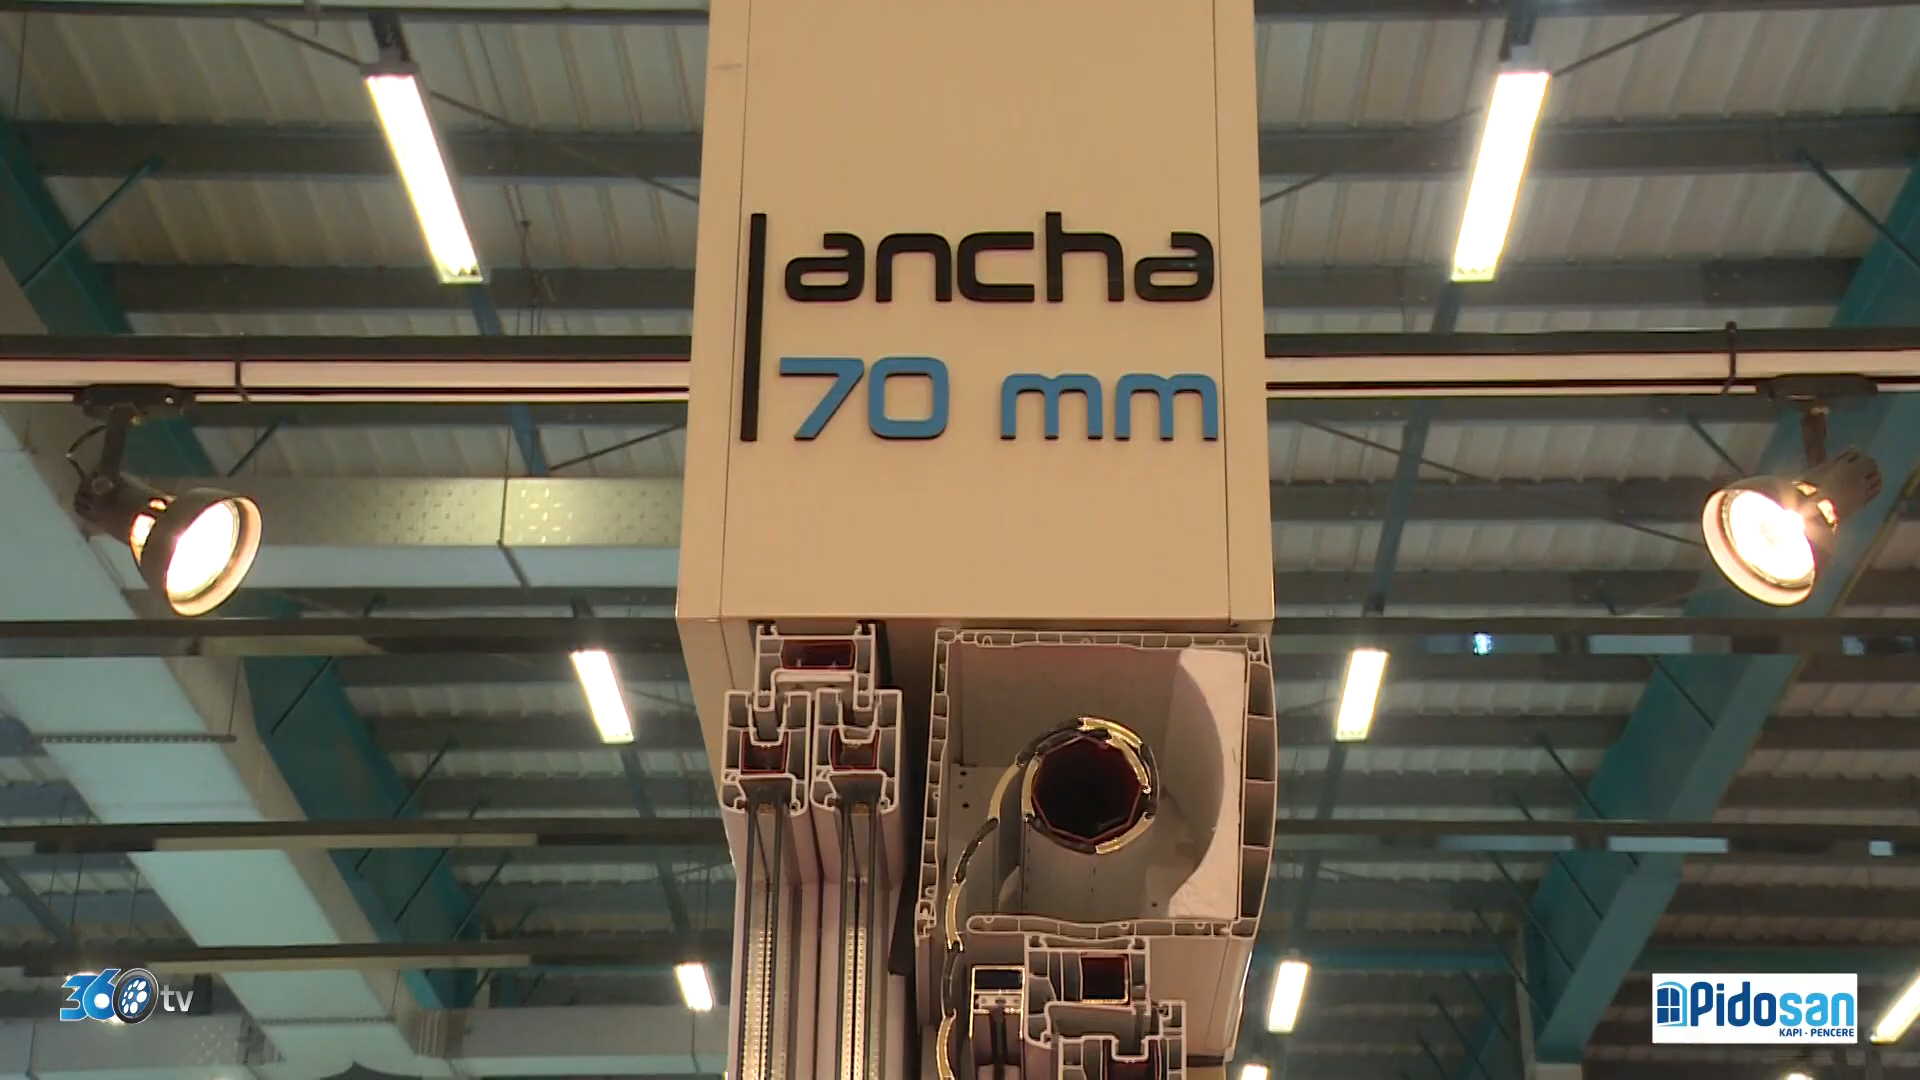 ancha
70 mm
360tv
Pidosan
KAPI - PENCERE